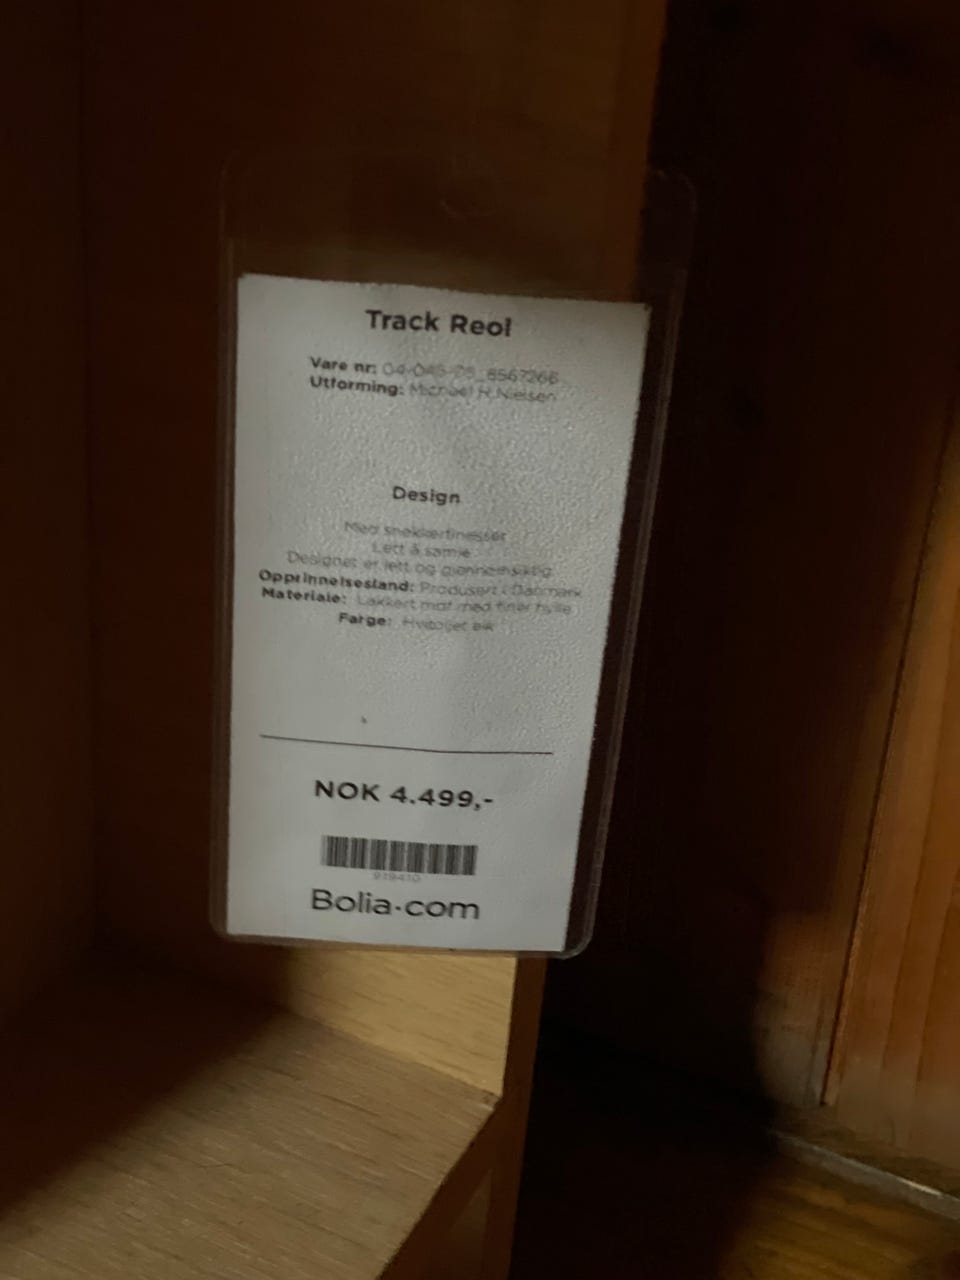 Track Reol
Vare nr: 04-045-05_8567266
Utforming: Michael H Nielsen
Design
Med snekkerfinesser
Lett å samle
Designet er lett og gjennomsiktig
Opprinnelsesland: Produsert i Danmark
Materiale: Lakkert mdf med finer hylle
Farge: Hvitoljet eik
NOK 4.499,-
919410
Bolia.com